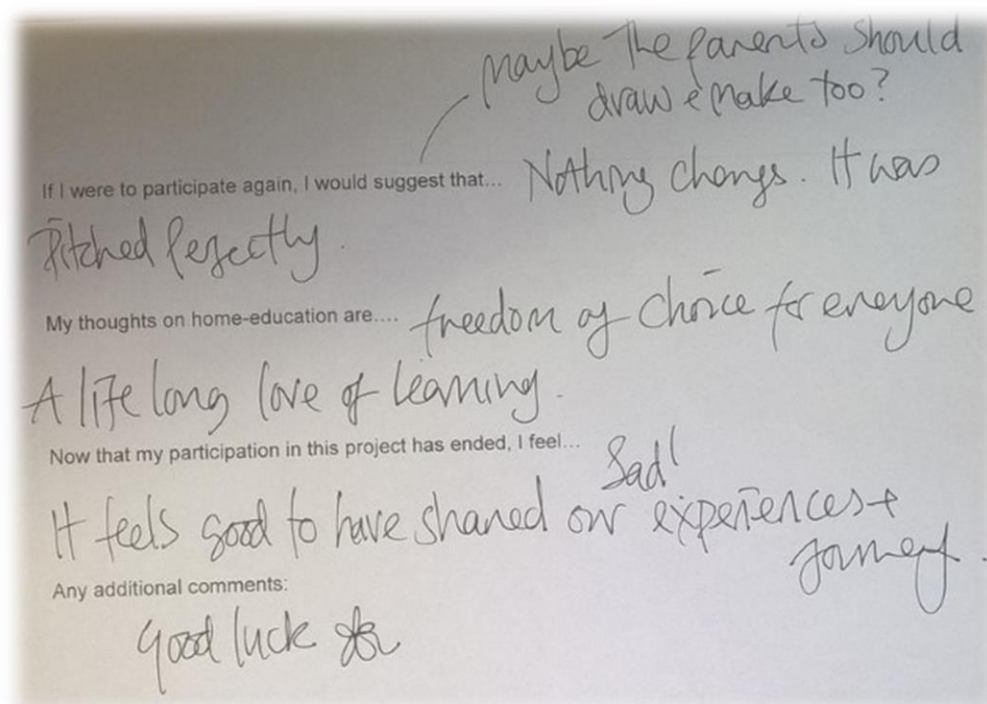 maybe The parents should
draw & make too?
If I were to participate again, I would suggest that... Nothing changs. It was
Pitched Perfectly.
My thoughts on home-education are.... freedom of choice for everyone
A life long love of learning.
Now that my participation in this project has ended, I feel... Sad!
It feels good to have shared our experiences +
journey.
Any additional comments:
Good luck